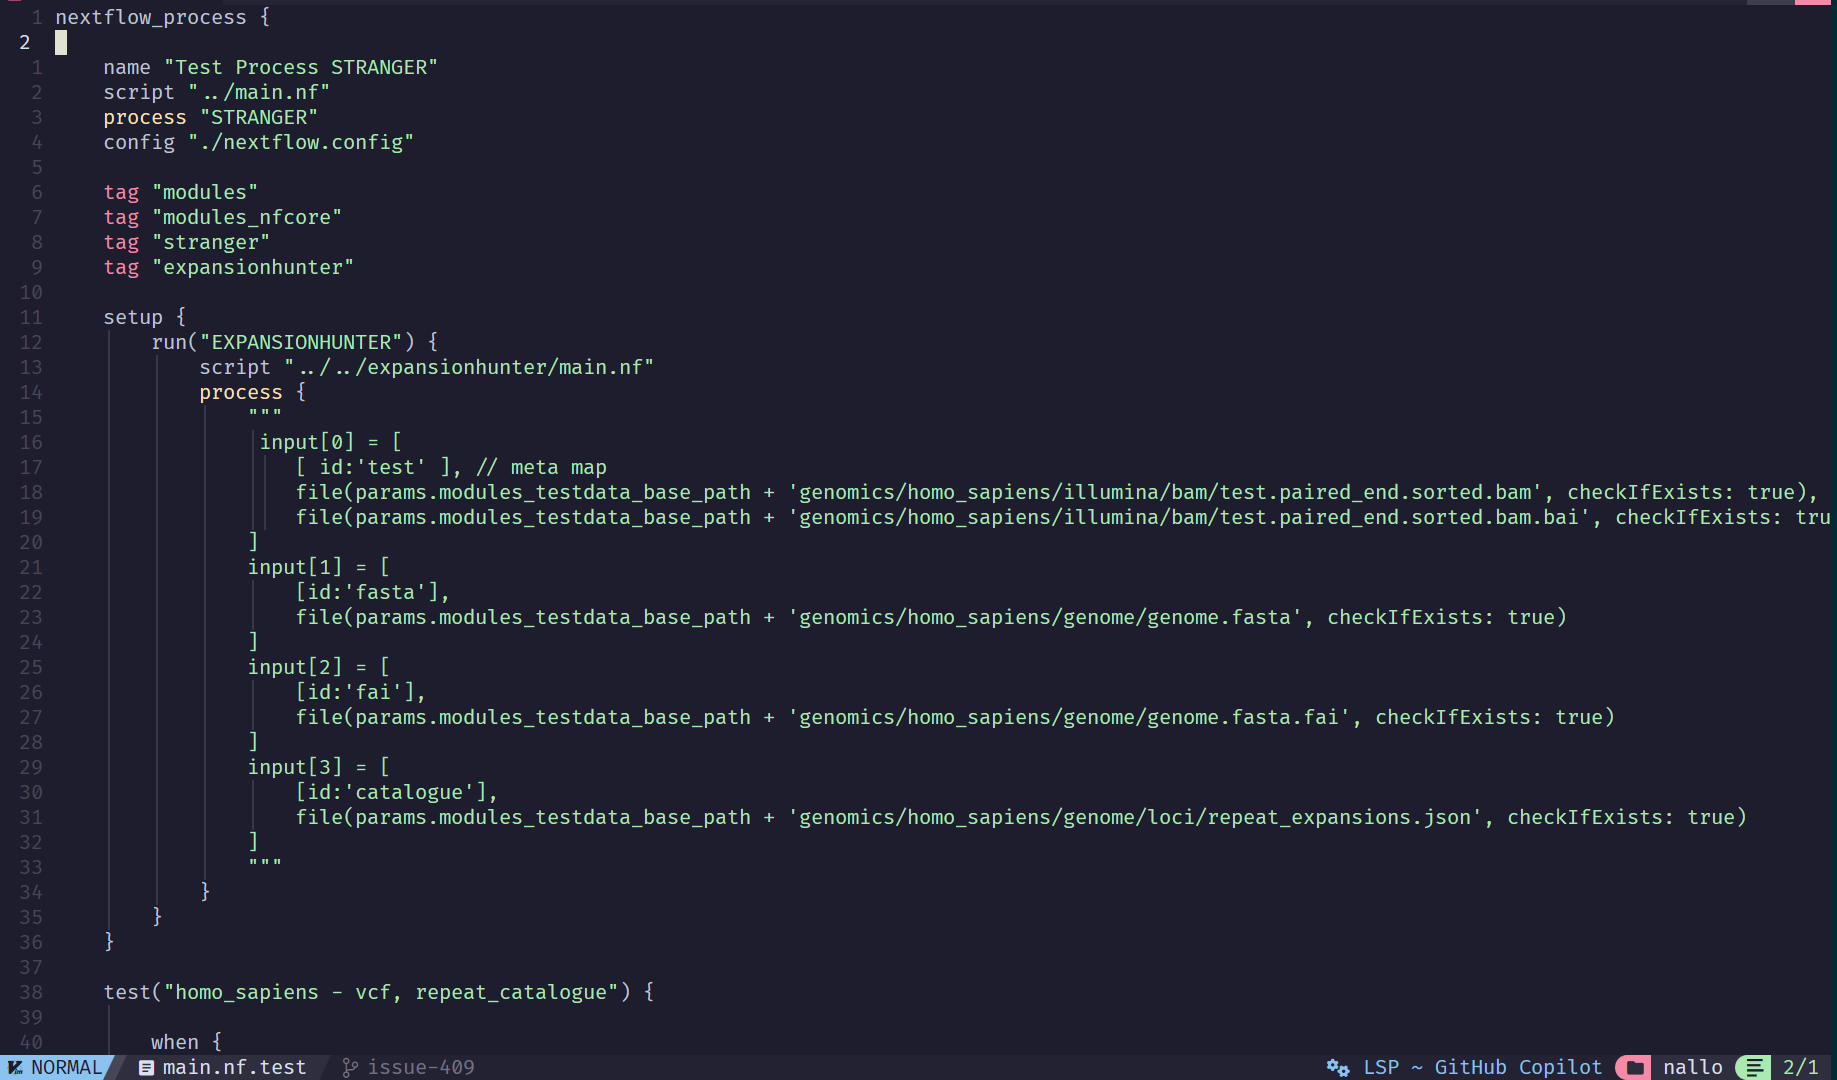 1 nextflow_process {
2
1     name "Test Process STRANGER"
2     script "../main.nf"
3     process "STRANGER"
4     config "./nextflow.config"
5
6     tag "modules"
7     tag "modules_nfcore"
8     tag "stranger"
9     tag "expansionhunter"
10
11     setup {
12         run("EXPANSIONHUNTER") {
13             script "../../expansionhunter/main.nf"
14             process {
15                 """
16                  input[0] = [
17                     [ id:'test' ], // meta map
18                     file(params.modules_testdata_base_path + 'genomics/homo_sapiens/illumina/bam/test.paired_end.sorted.bam', checkIfExists: true),
19                     file(params.modules_testdata_base_path + 'genomics/homo_sapiens/illumina/bam/test.paired_end.sorted.bam.bai', checkIfExists: tru
20                 ]
21                 input[1] = [
22                     [id:'fasta'],
23                     file(params.modules_testdata_base_path + 'genomics/homo_sapiens/genome/genome.fasta', checkIfExists: true)
24                 ]
25                 input[2] = [
26                     [id:'fai'],
27                     file(params.modules_testdata_base_path + 'genomics/homo_sapiens/genome/genome.fasta.fai', checkIfExists: true)
28                 ]
29                 input[3] = [
30                     [id:'catalogue'],
31                     file(params.modules_testdata_base_path + 'genomics/homo_sapiens/genome/loci/repeat_expansions.json', checkIfExists: true)
32                 ]
33                 """
34             }
35         }
36     }
37
38     test("homo_sapiens - vcf, repeat_catalogue") {
39
40         when {
NORMAL main.nf.test issue-409 LSP ~ GitHub Copilot nallo 2/1